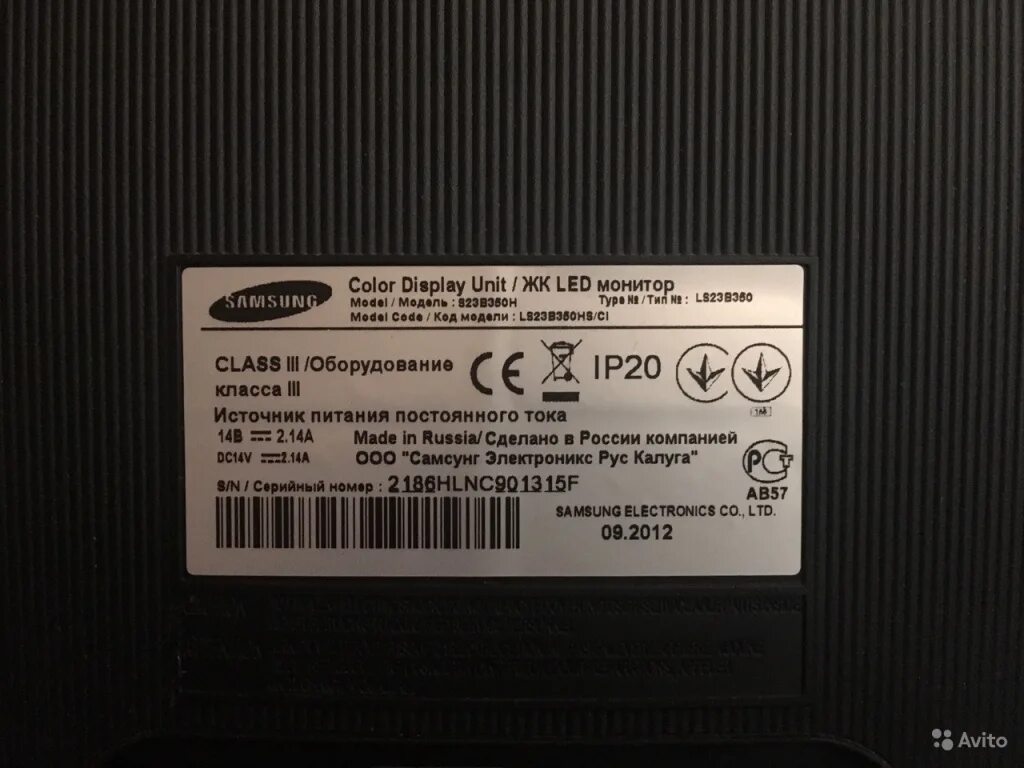 SAMSUNG
Color Display Unit / ЖК LED монитор
Model / Модель : S23B350H Type № / Тип № : LS23B350
Model Code / Код модели : LS23B350HS/CI
CLASS III /Оборудование
класса III
CE IP20
Источник питания постоянного тока
14В 2.14А
DC14V 2.14A
Made in Russia/ Сделано в России компанией
ООО "Самсунг Электроникс Рус Калуга"
АВ57
S/N / Серийный номер : 2186HLNC901315F
SAMSUNG ELECTRONICS CO., LTD.
09.2012
Avito